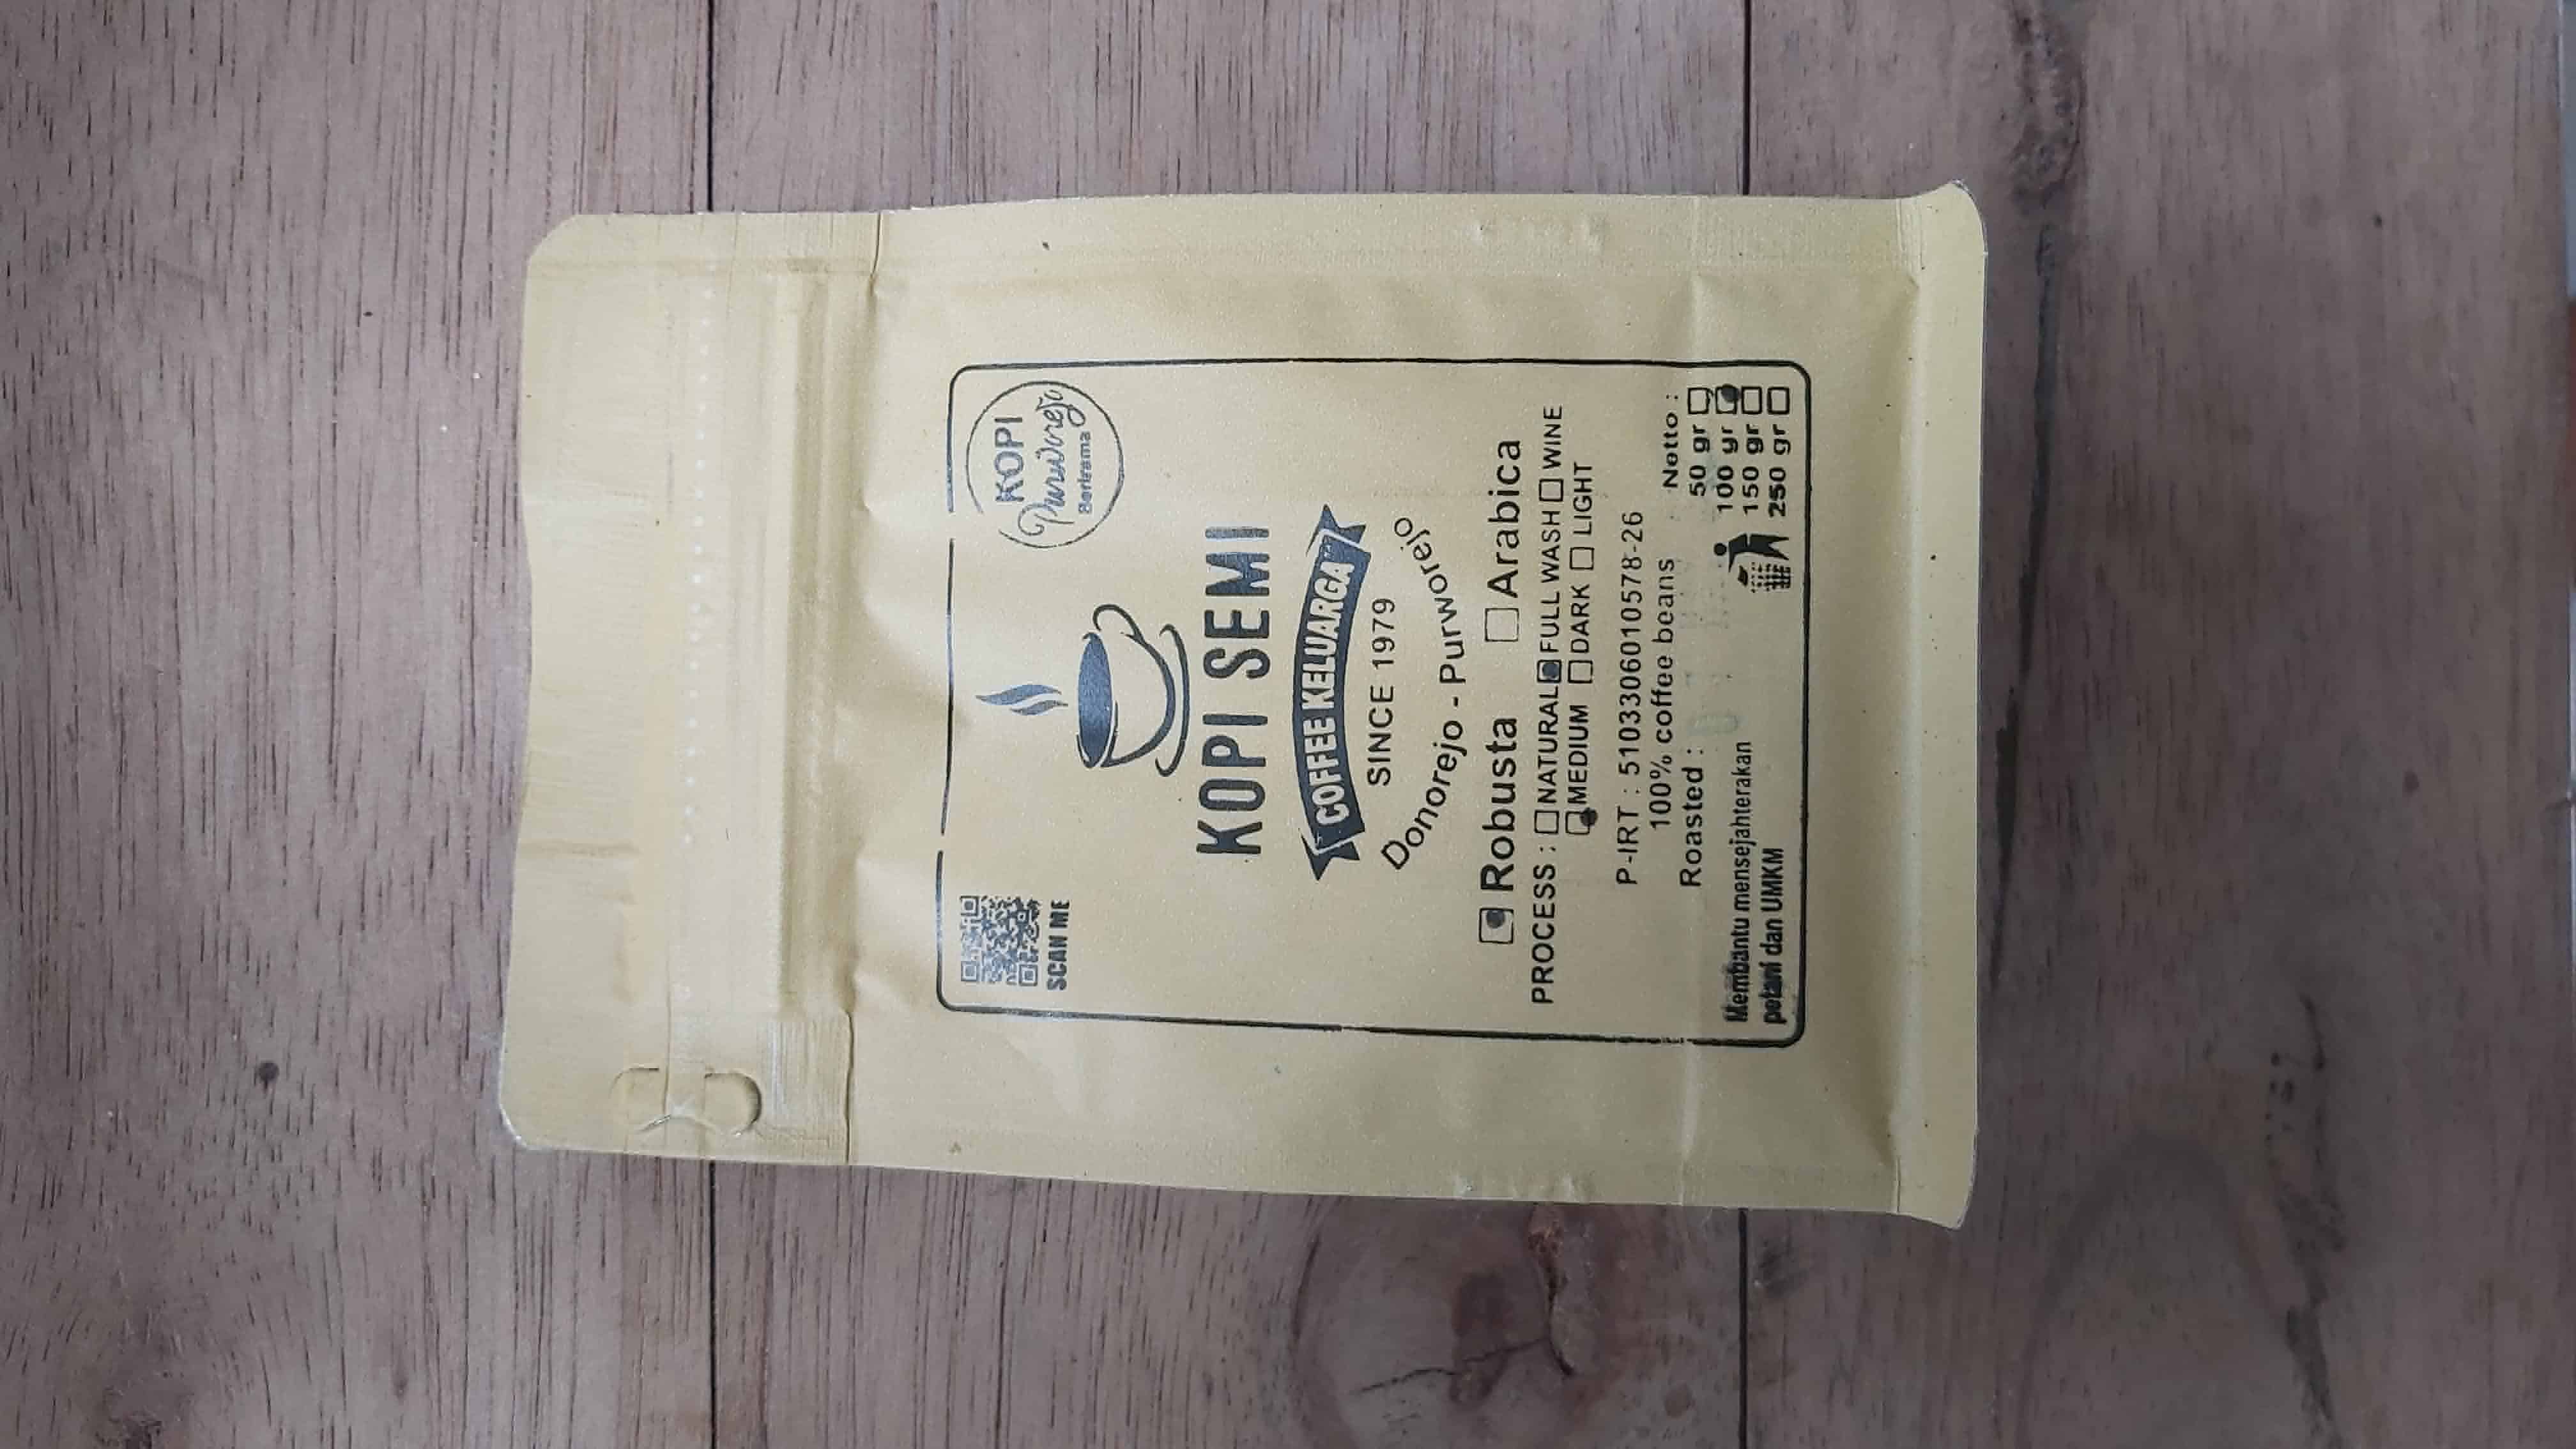 SCAN ME
KOPI
Purworejo
Berirama
KOPI SEMI
COFFEE KELUARGA
SINCE 1979
Donorejo - Purworejo
Robusta Arabica
PROCESS : NATURAL FULL WASH WINE
MEDIUM DARK LIGHT
P-IRT : 5103306010578-26
100% coffee beans
Roasted :
Netto :
50 gr
100 gr
150 gr
250 gr
Membantu mensejahterakan
petani dan UMKM